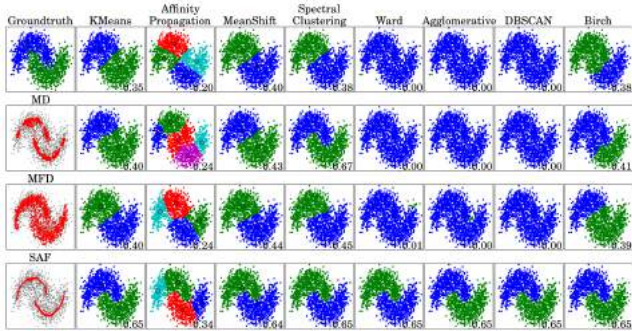 Groundtruth KMeans Affinity Propagation MeanShift Spectral Clustering Ward Agglomerative DBSCAN Birch
0.35 0.20 0.40 0.38 0.00 0.00 0.00 0.38
MD
0.40 0.24 0.43 0.67 0.00 0.00 0.00 0.41
MFD
0.40 0.24 0.44 0.45 0.01 0.00 0.00 0.39
SAF
0.65 0.34 0.64 0.65 0.65 0.65 0.65 0.65